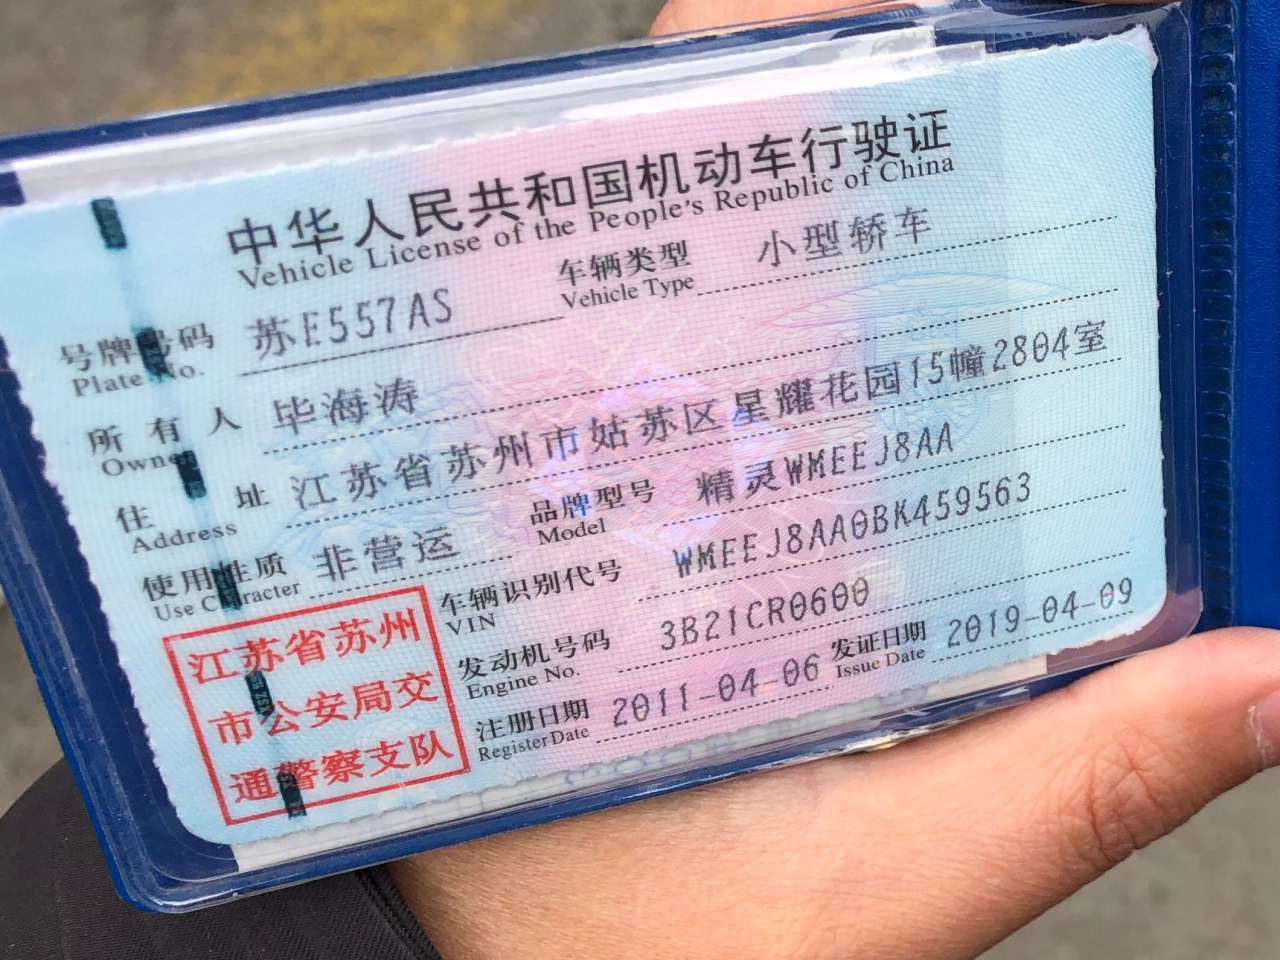 中华人民共和国机动车行驶证
Vehicle License of the People's Republic of China
号牌号码 苏E557AS 车辆类型 小型轿车
Plate No. Vehicle Type
所有人 毕海涛
Owner
住址 江苏省苏州市姑苏区星耀花园15幢2804室
Address
使用性质 非营运 品牌型号 精灵WMEEJ8AA
Use Character Model
车辆识别代号 WMEEJ8AA0BK459563
VIN
发动机号码 3B21CR0600
Engine No.
注册日期 2011-04-06 发证日期 2019-04-09
Register Date Issue Date
江苏省苏州
市公安局交
通警察支队